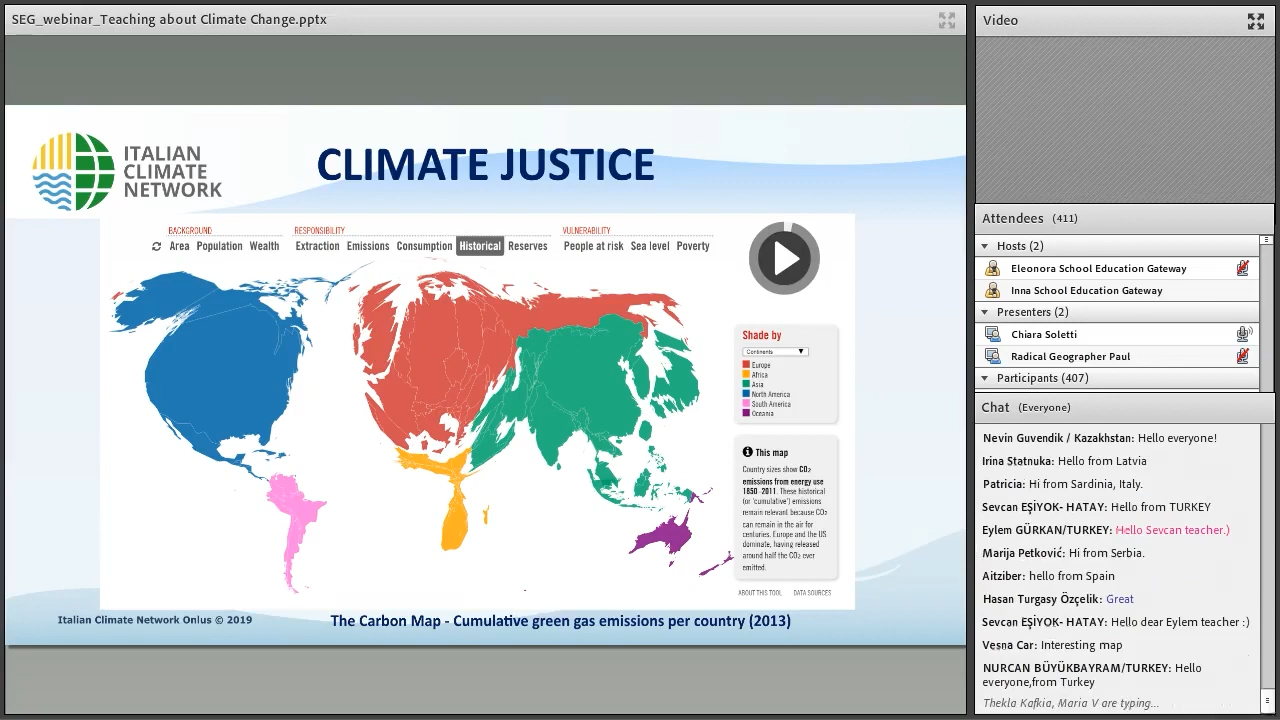 SEG_webinar_Teaching about Climate Change.pptx
ITALIAN
CLIMATE
NETWORK
CLIMATE JUSTICE
BACKGROUND RESPONSIBILITY VULNERABILITY
Area Population Wealth Extraction Emissions Consumption Historical Reserves People at risk Sea level Poverty
Shade by
Continents
Europe
Africa
Asia
North America
South America
Oceania
This map
Country sizes show CO₂
emissions from energy use
1850–2011. These historical
(or 'cumulative') emissions
remain relevant because CO₂
can remain in the air for
centuries. Europe and the US
dominate, having released
around half the CO₂ ever
emitted.
ABOUT THIS TOOL DATA SOURCES
Italian Climate Network Onlus © 2019
The Carbon Map - Cumulative green gas emissions per country (2013)
Video
Attendees (411)
Hosts (2)
Eleonora School Education Gateway
Inna School Education Gateway
Presenters (2)
Chiara Soletti
Radical Geographer Paul
Participants (407)
Chat (Everyone)
Nevin Guvendik / Kazakhstan: Hello everyone!
Irina Statnuka: Hello from Latvia
Patricia: Hi from Sardinia, Italy.
Sevcan EŞİYOK- HATAY: Hello from TURKEY
Eylem GÜRKAN/TURKEY: Hello Sevcan teacher:)
Marija Petković: Hi from Serbia.
Aitziber: hello from Spain
Hasan Turgasy Özçelik: Great
Sevcan EŞİYOK- HATAY: Hello dear Eylem teacher :)
Vesna Car: Interesting map
NURCAN BÜYÜKBAYRAM/TURKEY: Hello
everyone,from Turkey
Thekla Kafkia, Maria V are typing...